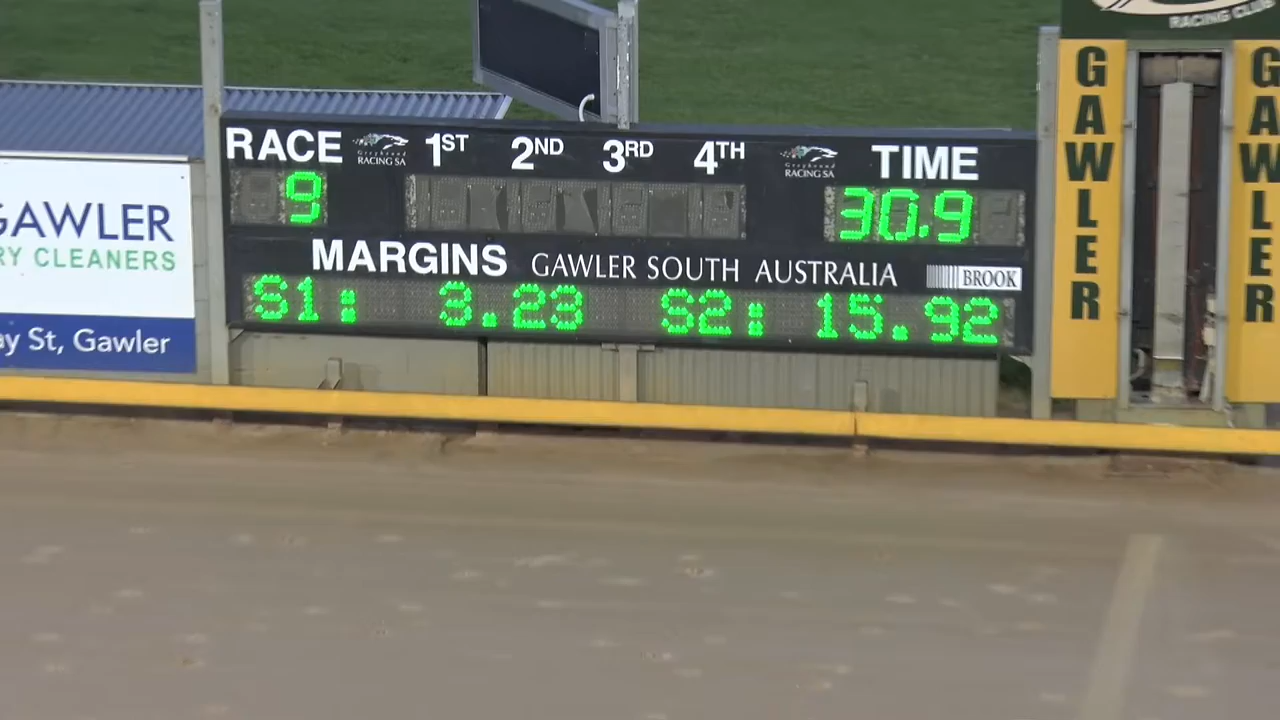 RACING CLUB
GAWLER
GAWLER
RACE 1ST 2ND 3RD 4TH TIME
Greyhound RACING SA
Greyhound RACING SA
9 30.9
MARGINS GAWLER SOUTH AUSTRALIA BROOK
S1: 3.23 S2: 15.92
GAWLER
RY CLEANERS
ay St, Gawler